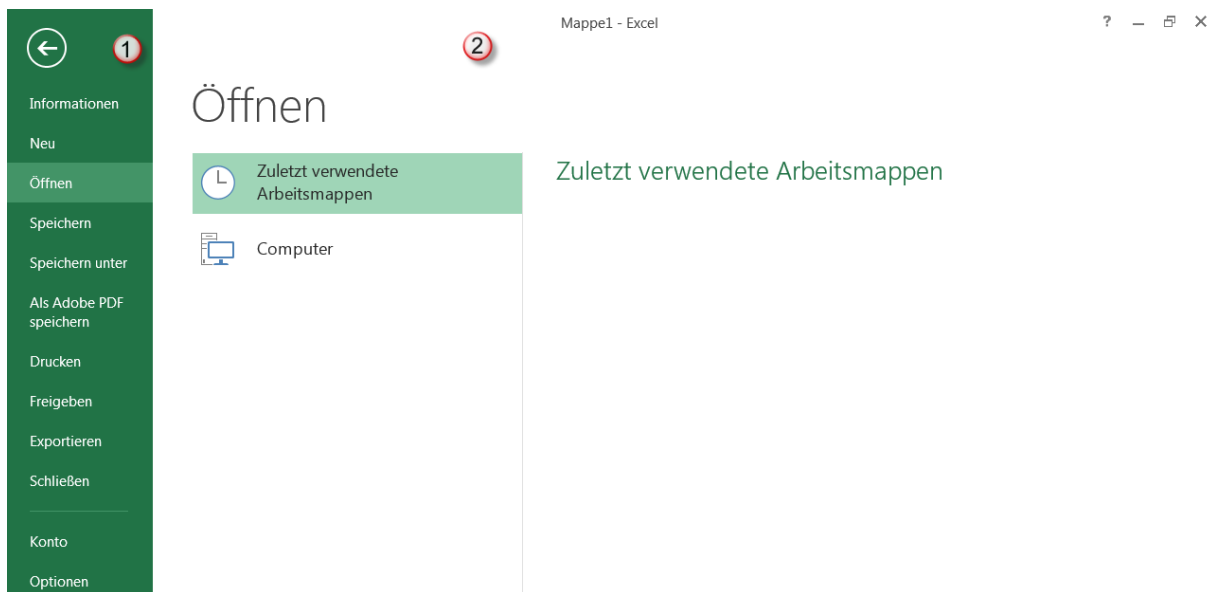 Mappe1 - Excel
?
1
2
Informationen
Neu
Öffnen
Speichern
Speichern unter
Als Adobe PDF
speichern
Drucken
Freigeben
Exportieren
Schließen
Konto
Optionen
Öffnen
Zuletzt verwendete
Arbeitsmappen
Computer
Zuletzt verwendete Arbeitsmappen